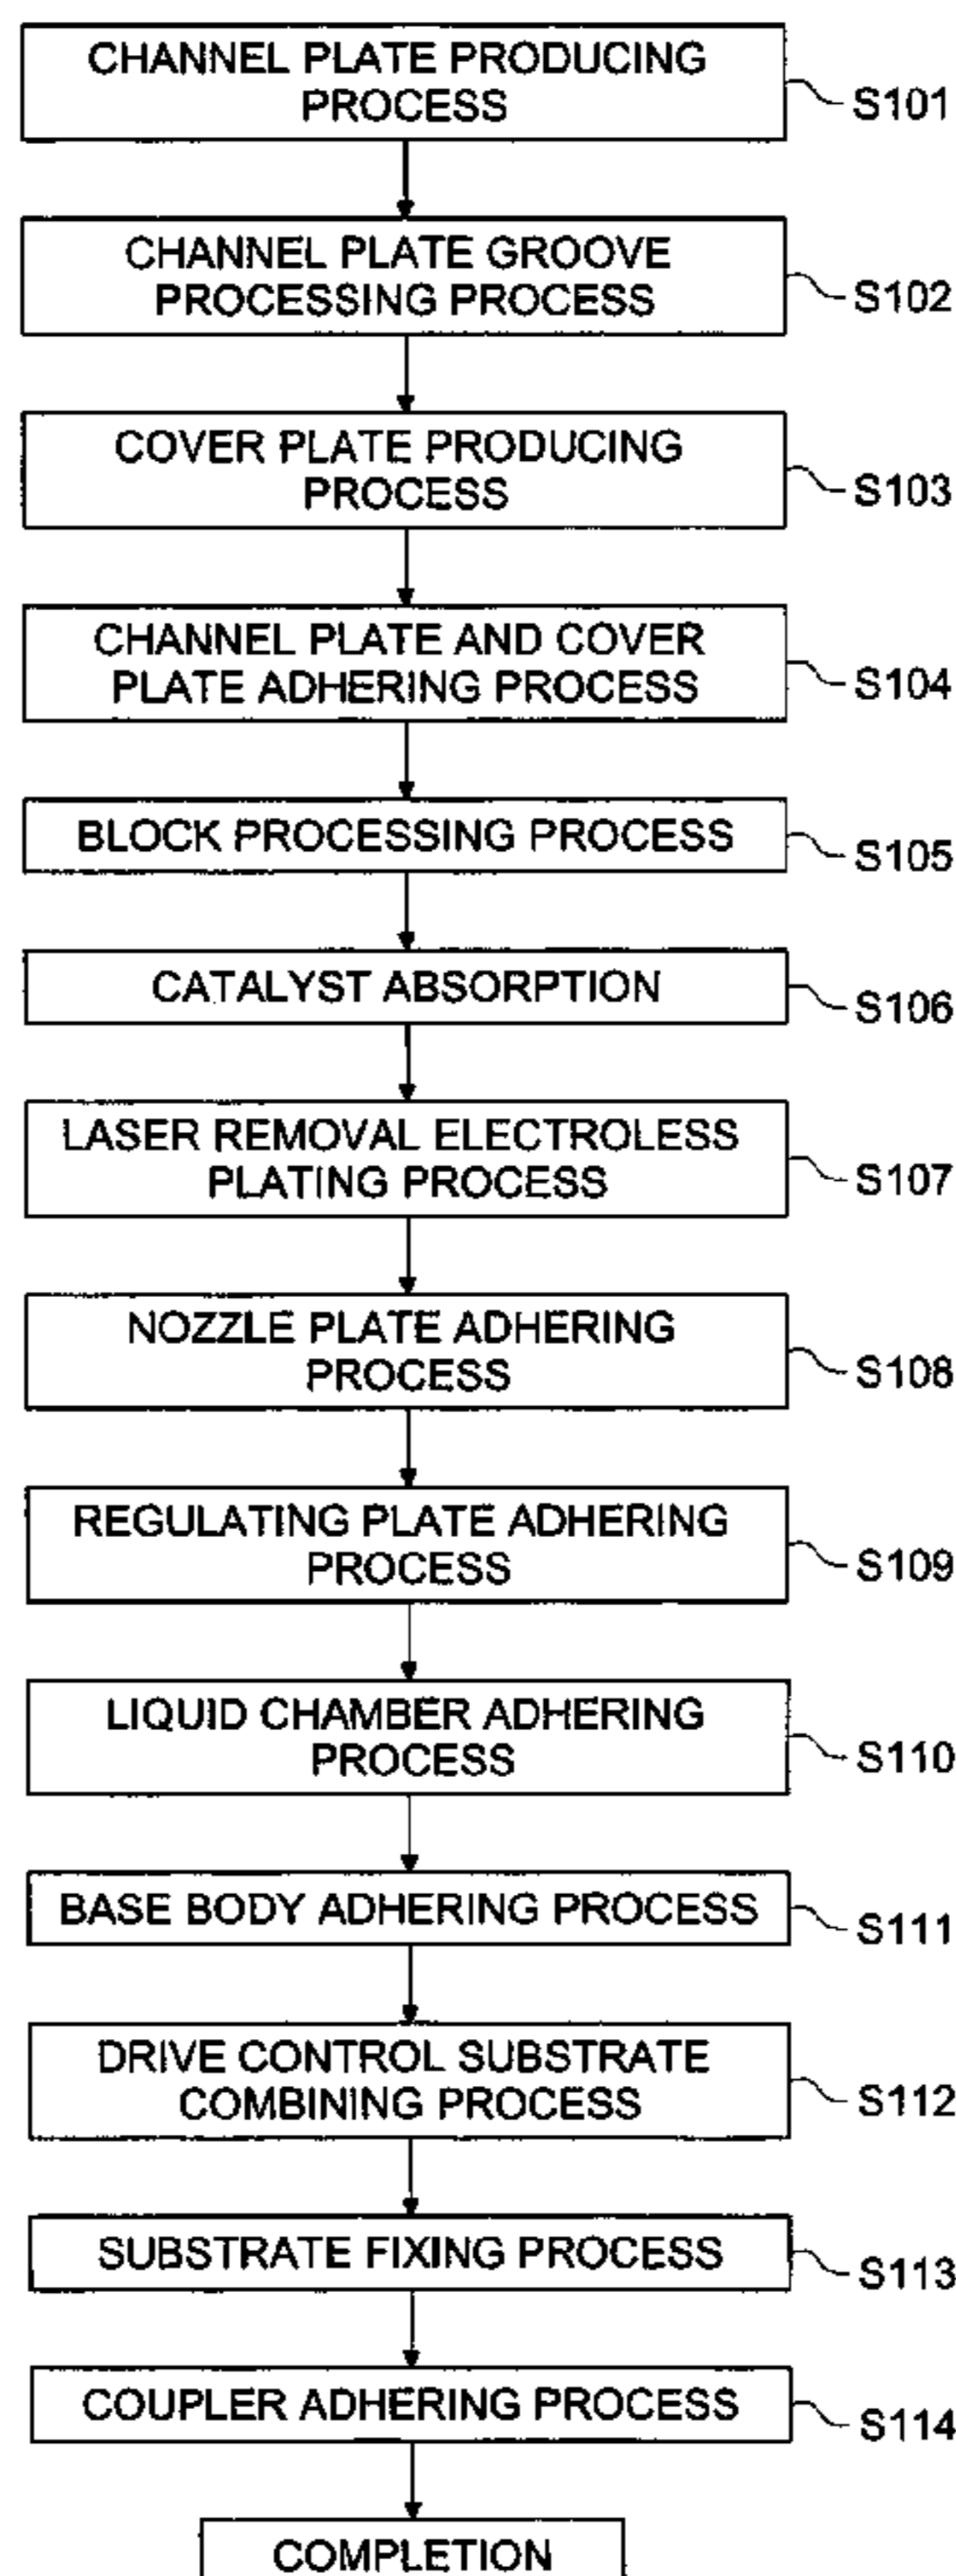 CHANNEL PLATE PRODUCING
PROCESS
S101
CHANNEL PLATE GROOVE
PROCESSING PROCESS
S102
COVER PLATE PRODUCING
PROCESS
S103
CHANNEL PLATE AND COVER
PLATE ADHERING PROCESS
S104
BLOCK PROCESSING PROCESS
S105
CATALYST ABSORPTION
S106
LASER REMOVAL ELECTROLESS
PLATING PROCESS
S107
NOZZLE PLATE ADHERING
PROCESS
S108
REGULATING PLATE ADHERING
PROCESS
S109
LIQUID CHAMBER ADHERING
PROCESS
S110
BASE BODY ADHERING PROCESS
S111
DRIVE CONTROL SUBSTRATE
COMBINING PROCESS
S112
SUBSTRATE FIXING PROCESS
S113
COUPLER ADHERING PROCESS
S114
COMPLETION